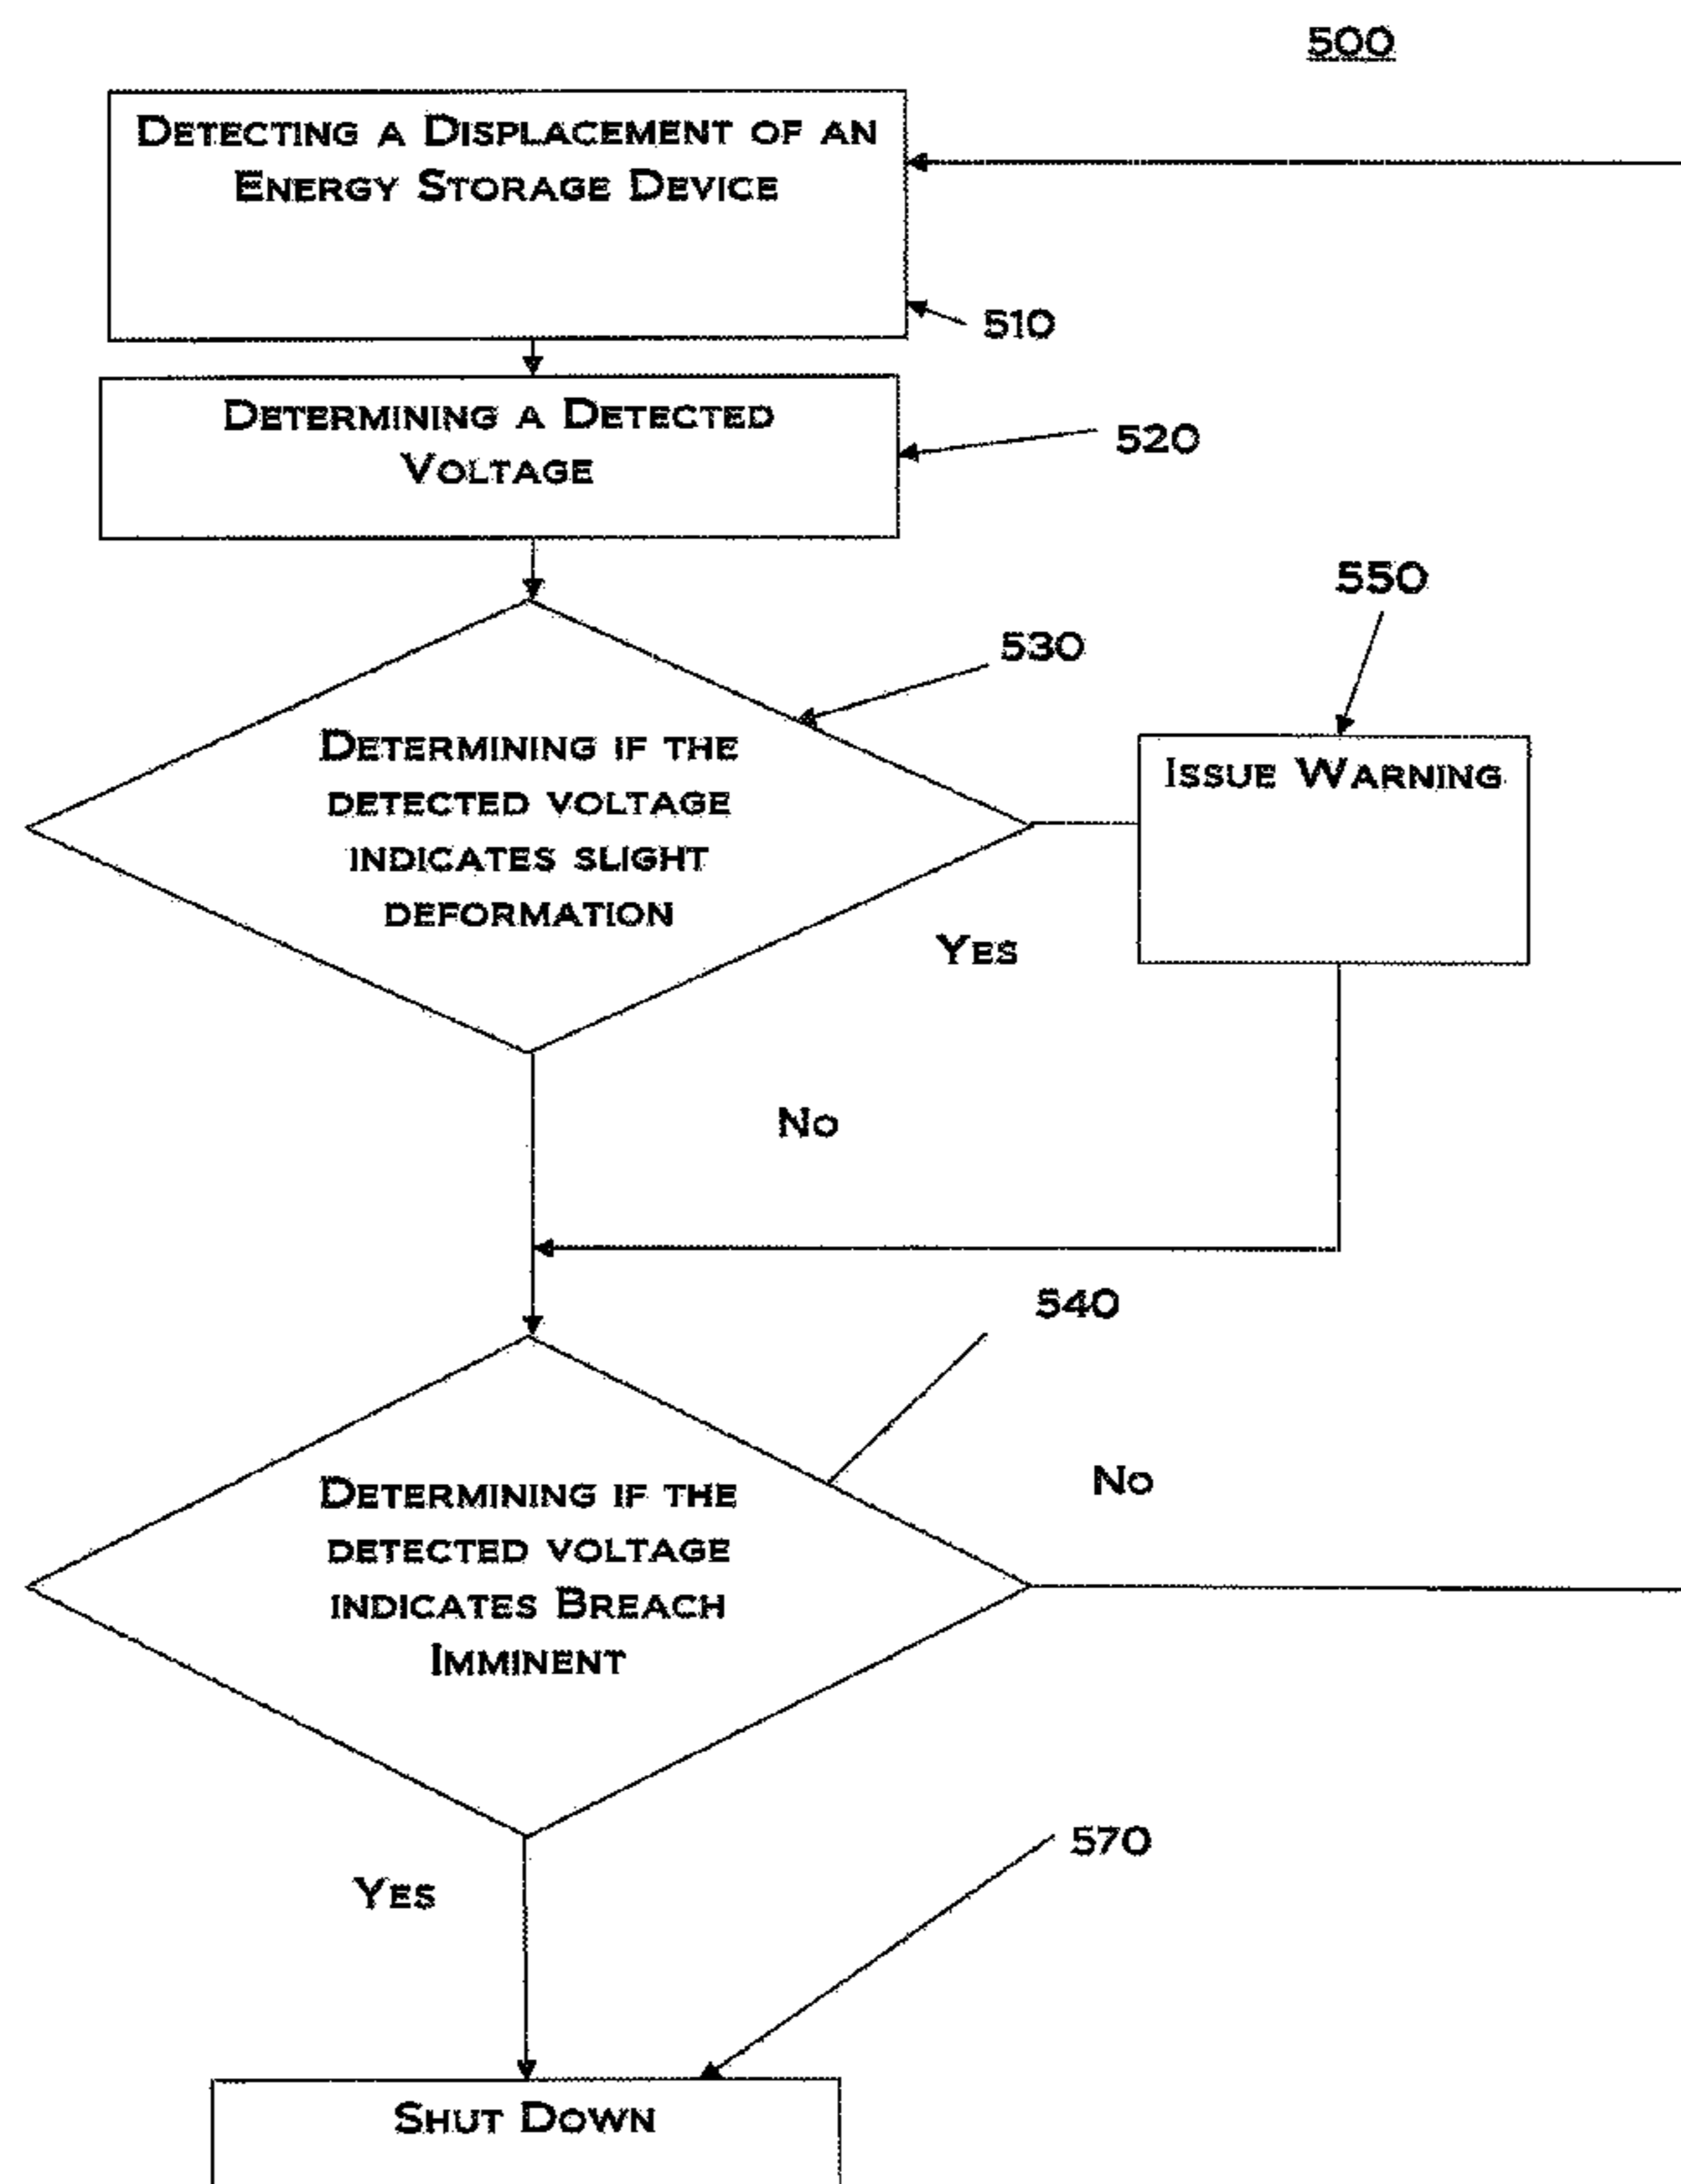 500
Detecting a Displacement of an
Energy Storage Device
510
Determining a Detected
Voltage
520
550
530
Determining if the
detected voltage
indicates slight
deformation
Issue Warning
Yes
No
540
Determining if the
detected voltage
indicates Breach
Imminent
No
570
Yes
Shut Down